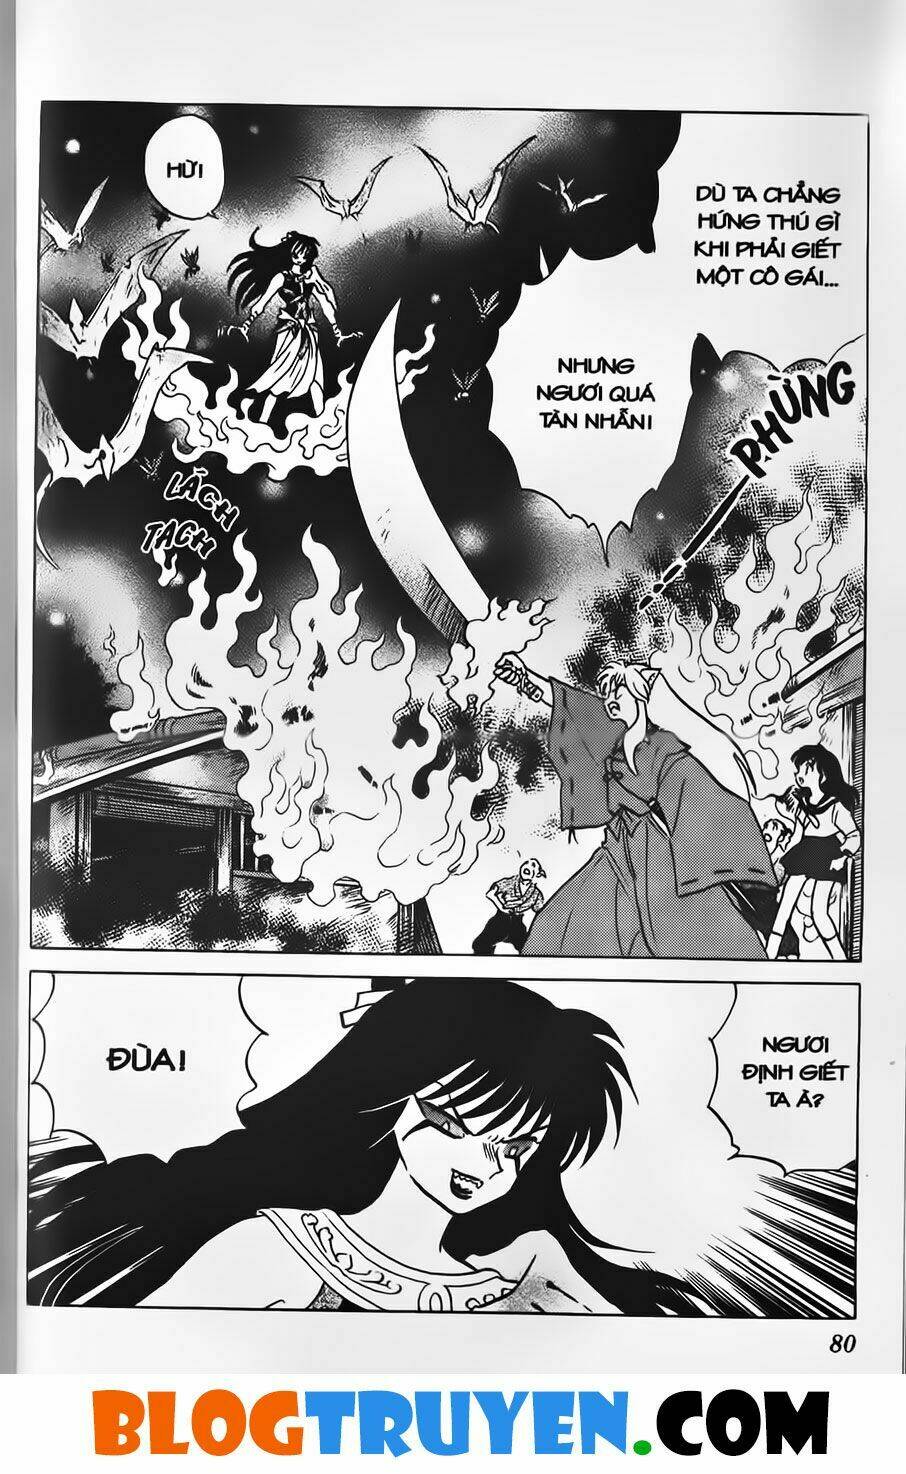 HỪ!
DÙ TA CHẲNG
HỨNG THÚ GÌ
KHI PHẢI GIẾT
MỘT CÔ GÁI...
NHƯNG
NGƯƠI QUÁ
TÀN NHẪN!
PHỪNG
LÁCH
TACH
NGƯƠI
ĐỊNH GIẾT
TA À?
ĐÙA!
80
BLOGTRUYEN.COM